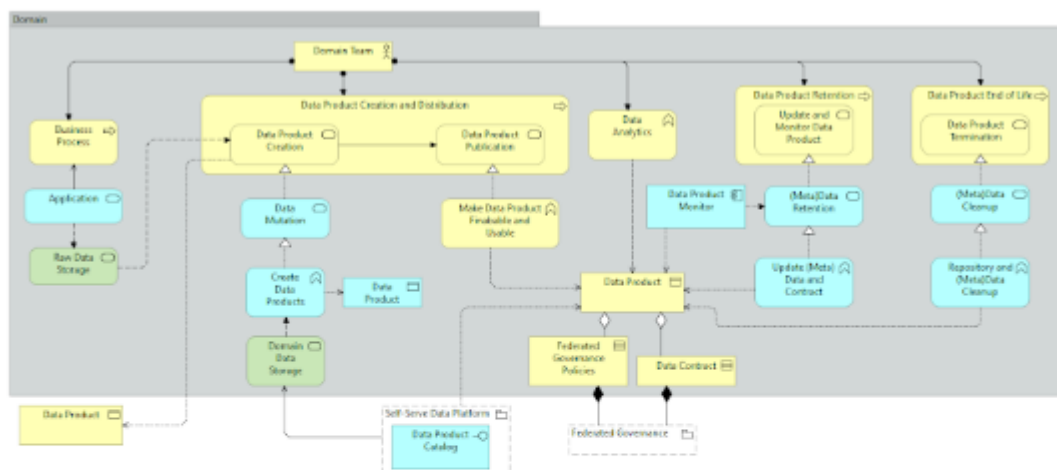 Domain
Domain Team
Data Product Creation and Distribution
Data Product
Creation
Data Product
Publication
Business
Process
Application
Raw Data
Storage
Data
Mutation
Create
Data
Products
Data
Product
Domain
Data
Storage
Make Data Product
Finabable and
Usable
Data
Analytics
Data Product Retention
Update and
Monitor Data
Product
Data Product End of Life
Data Product
Termination
Data Product
Monitor
(Meta)Data
Retention
(Meta)Data
Cleanup
Data Product
Update (Meta)
Data and
Contract
Repository and
(Meta)Data
Cleanup
Federated
Governance
Policies
Data Contract
Data Product
Self-Serve Data Platform
Data Product
Catalog
Federated Governance